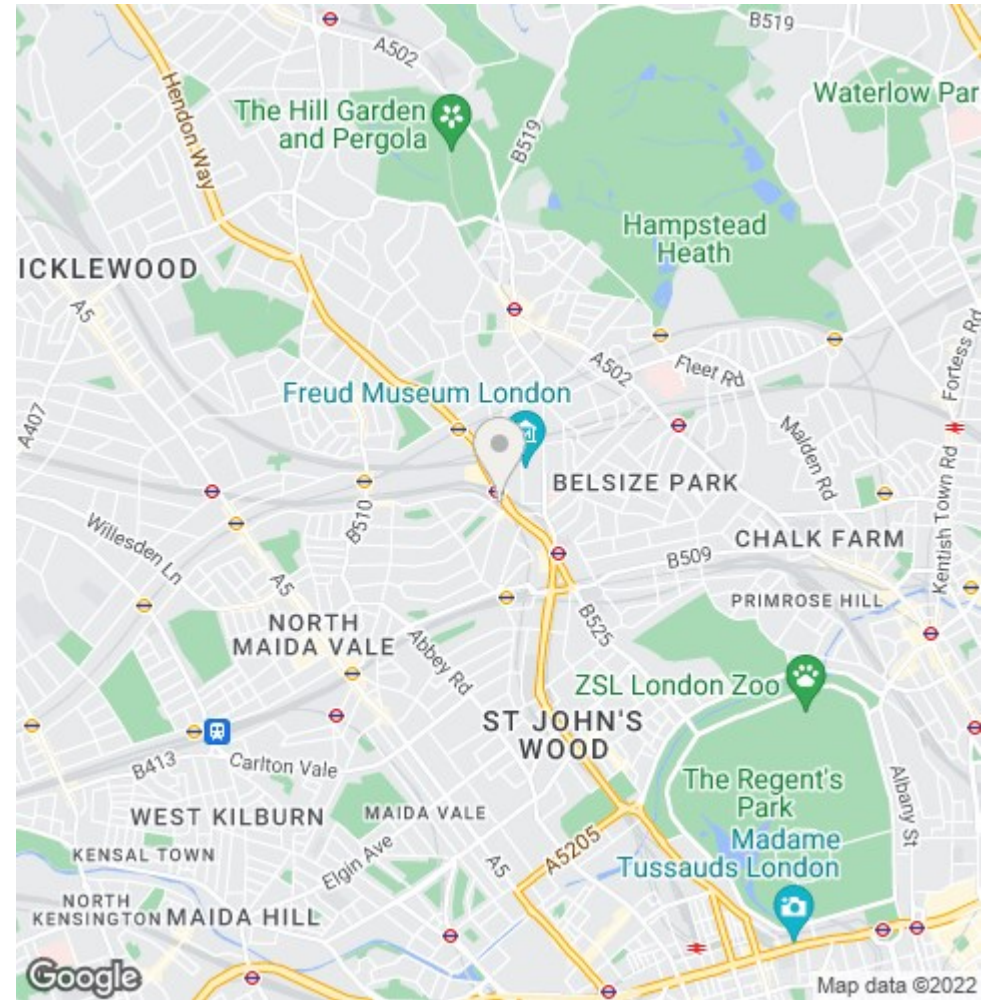 B519
A502
Hendon Way
The Hill Garden
and Pergola
B519
Waterlow Par
Hampstead
Heath
ICKLEWOOD
A5
A502
Fleet Rd
Fortess Rd
Freud Museum London
A407
Malden Rd
BELSIZE PARK
B510
Willesden Ln
Kentish Town Rd
CHALK FARM
B509
A5
PRIMROSE HILL
NORTH
MAIDA VALE
B525
Abbey Rd
ZSL London Zoo
ST JOHN'S
WOOD
B413
Carlton Vale
The Regent's
Park
Albany St
WEST KILBURN
MAIDA VALE
Madame
Tussauds London
A5205
KENSAL TOWN
Elgin Ave
A5
NORTH
KENSINGTON
MAIDA HILL
Google
Map data ©2022